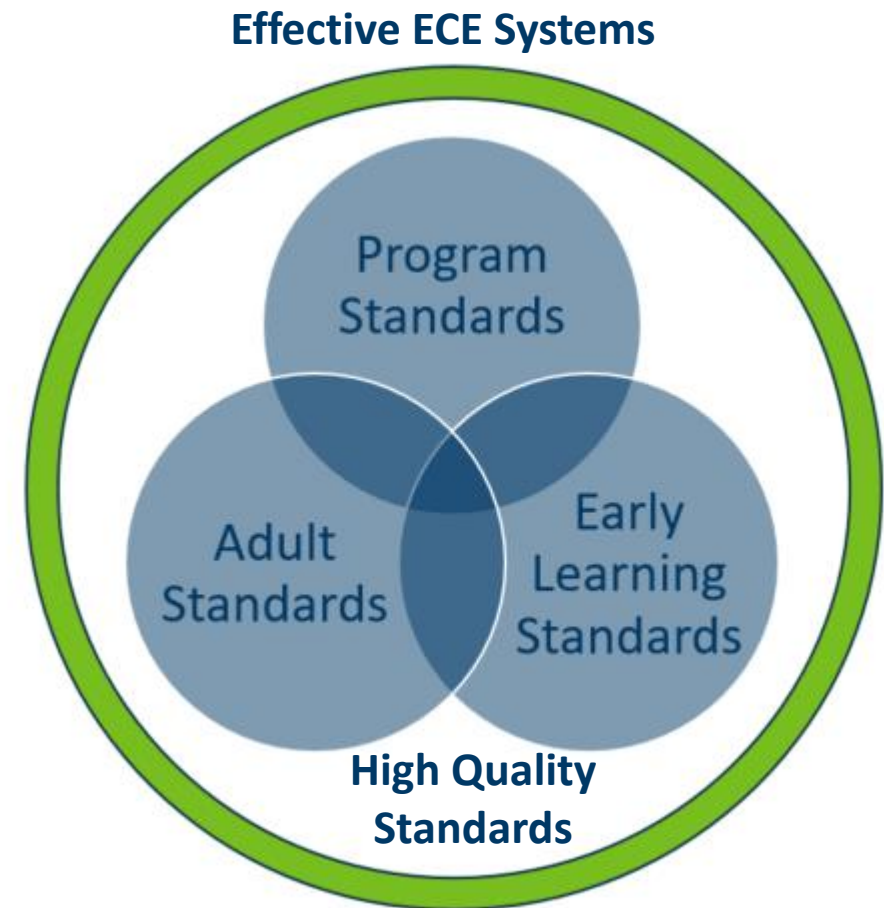 Effective ECE Systems
Program
Standards
Adult
Standards
Early
Learning
Standards
High Quality
Standards